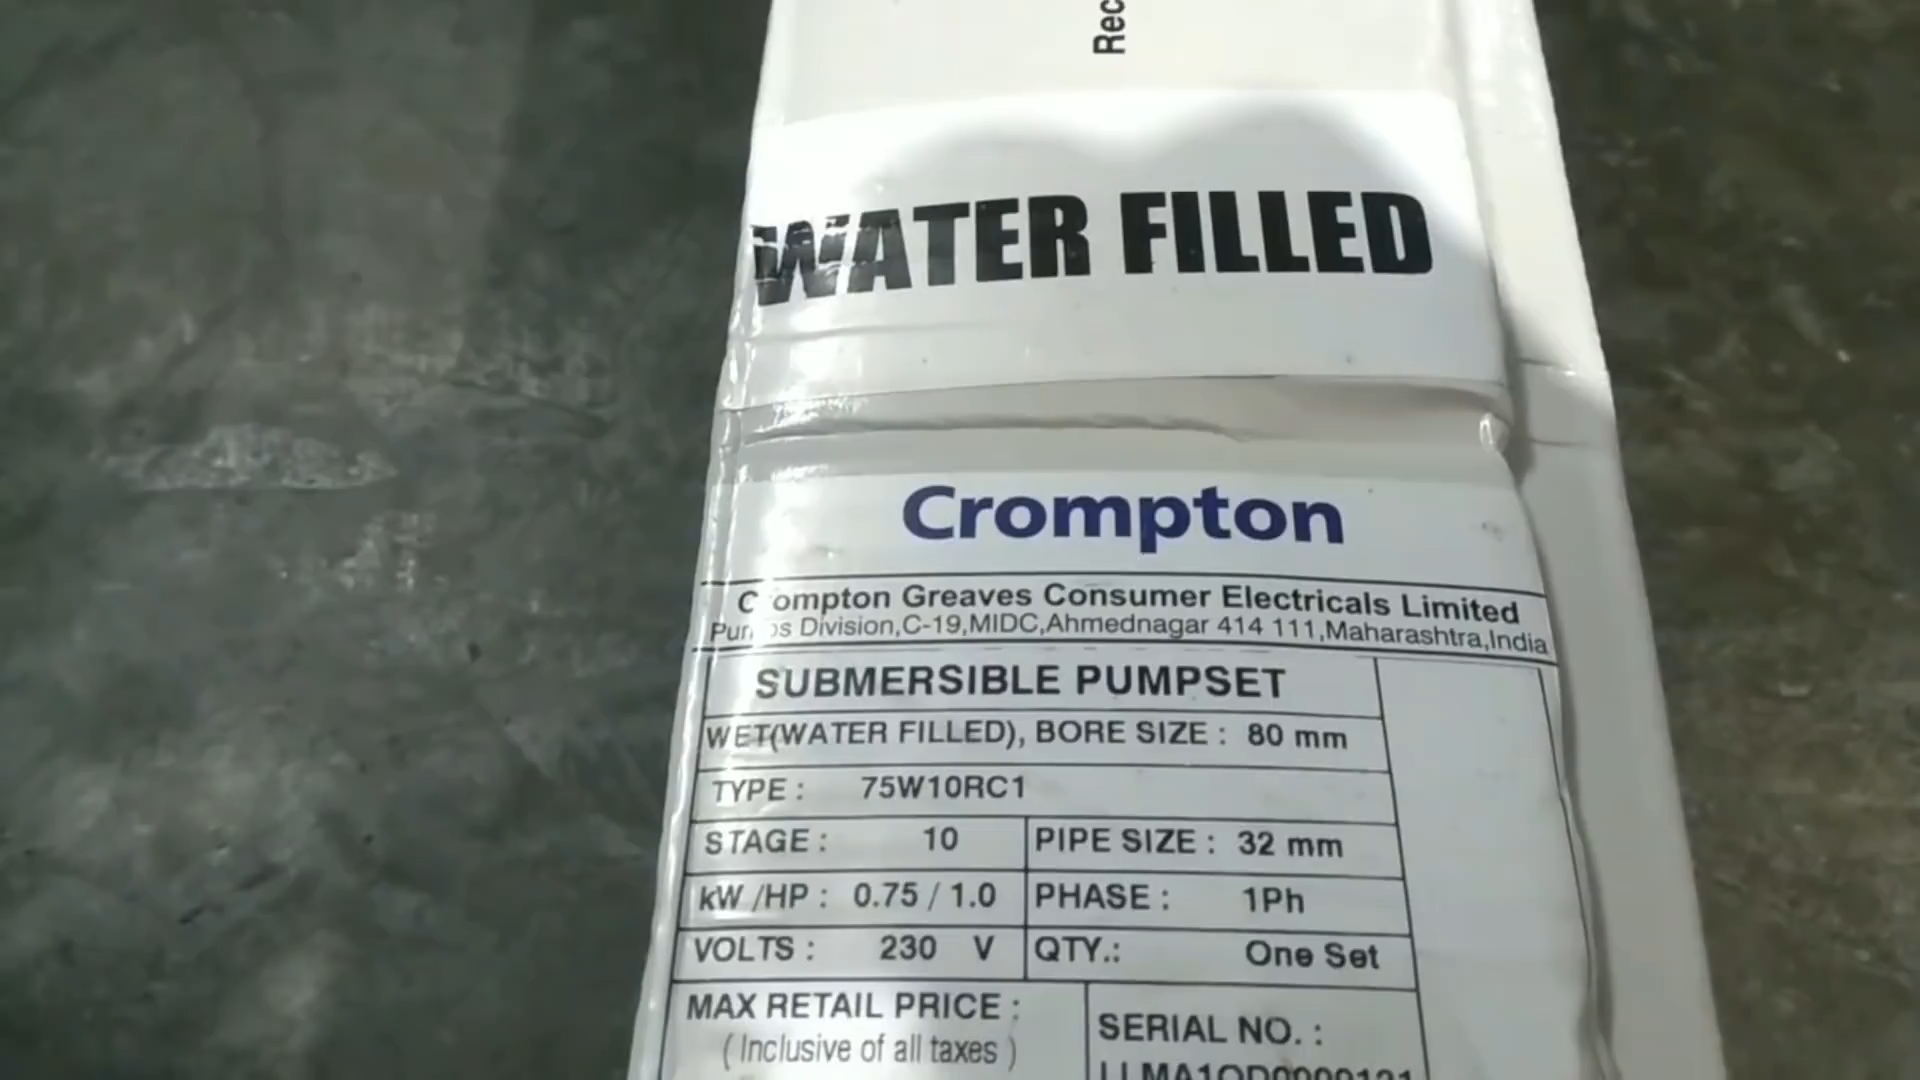 Rec
WATER FILLED
Crompton
Crompton Greaves Consumer Electricals Limited
Pumps Division,C-19,MIDC,Ahmednagar 414 111,Maharashtra,India
SUBMERSIBLE PUMPSET
WET(WATER FILLED), BORE SIZE : 80 mm
TYPE : 75W10RC1
STAGE : 10 PIPE SIZE : 32 mm
kW /HP : 0.75 / 1.0 PHASE : 1Ph
VOLTS : 230 V QTY.: One Set
MAX RETAIL PRICE :
( Inclusive of all taxes )
SERIAL NO. :